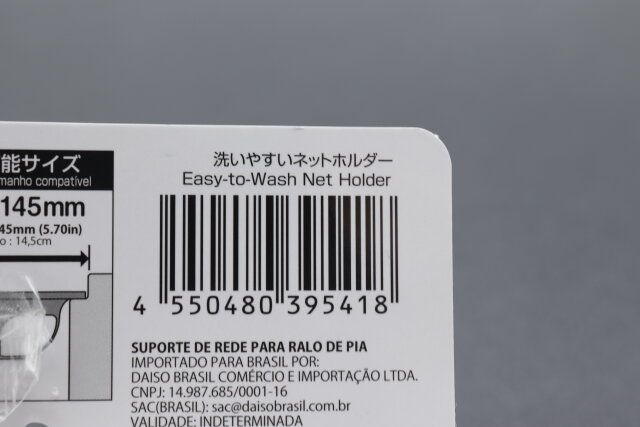 能サイズ
manho compatível
145mm
45mm (5.70in)
o : 14,5cm
洗いやすいネットホルダー
Easy-to-Wash Net Holder
4 550480 395418
SUPORTE DE REDE PARA RALO DE PIA
IMPORTADO PARA BRASIL POR:
DAISO BRASIL COMÉRCIO E IMPORTAÇÃO LTDA.
CNPJ: 14.987.685/0001-16
SAC(BRASIL): sac@daisobrasil.com.br
VALIDADE: INDETERMINADA